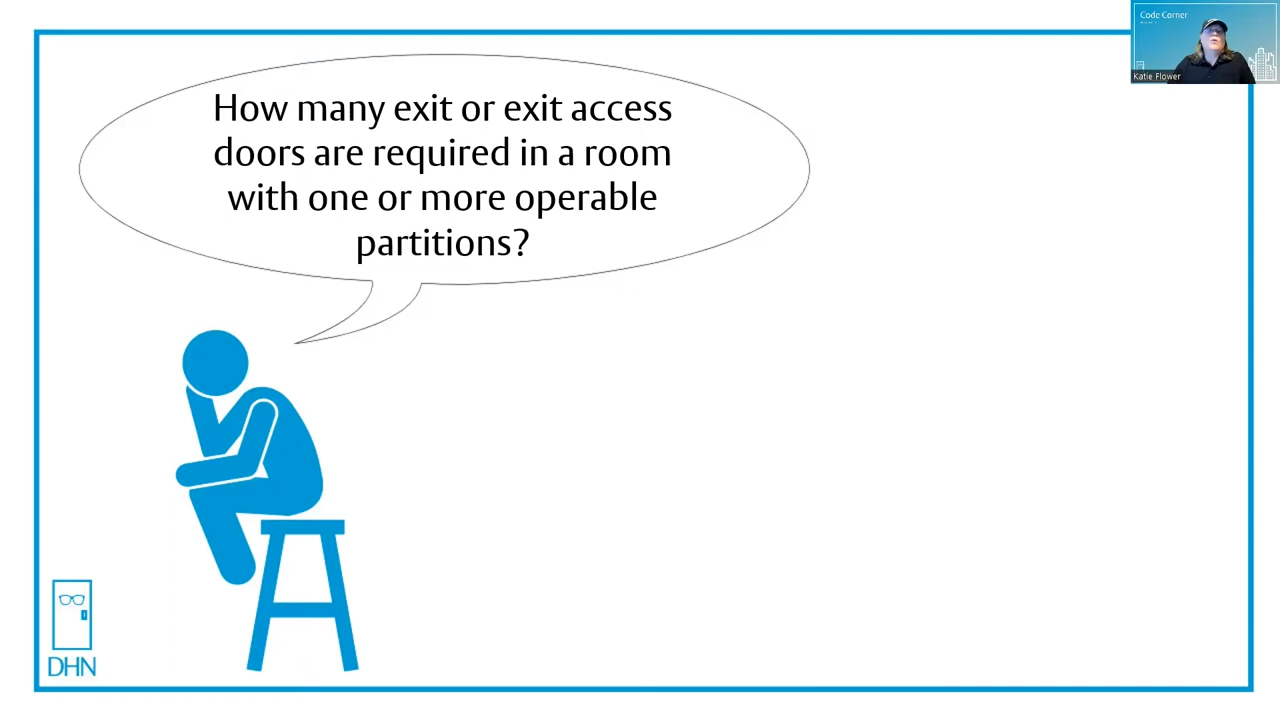 Code Corner
Katie Flower
How many exit or exit access
doors are required in a room
with one or more operable
partitions?
DHN